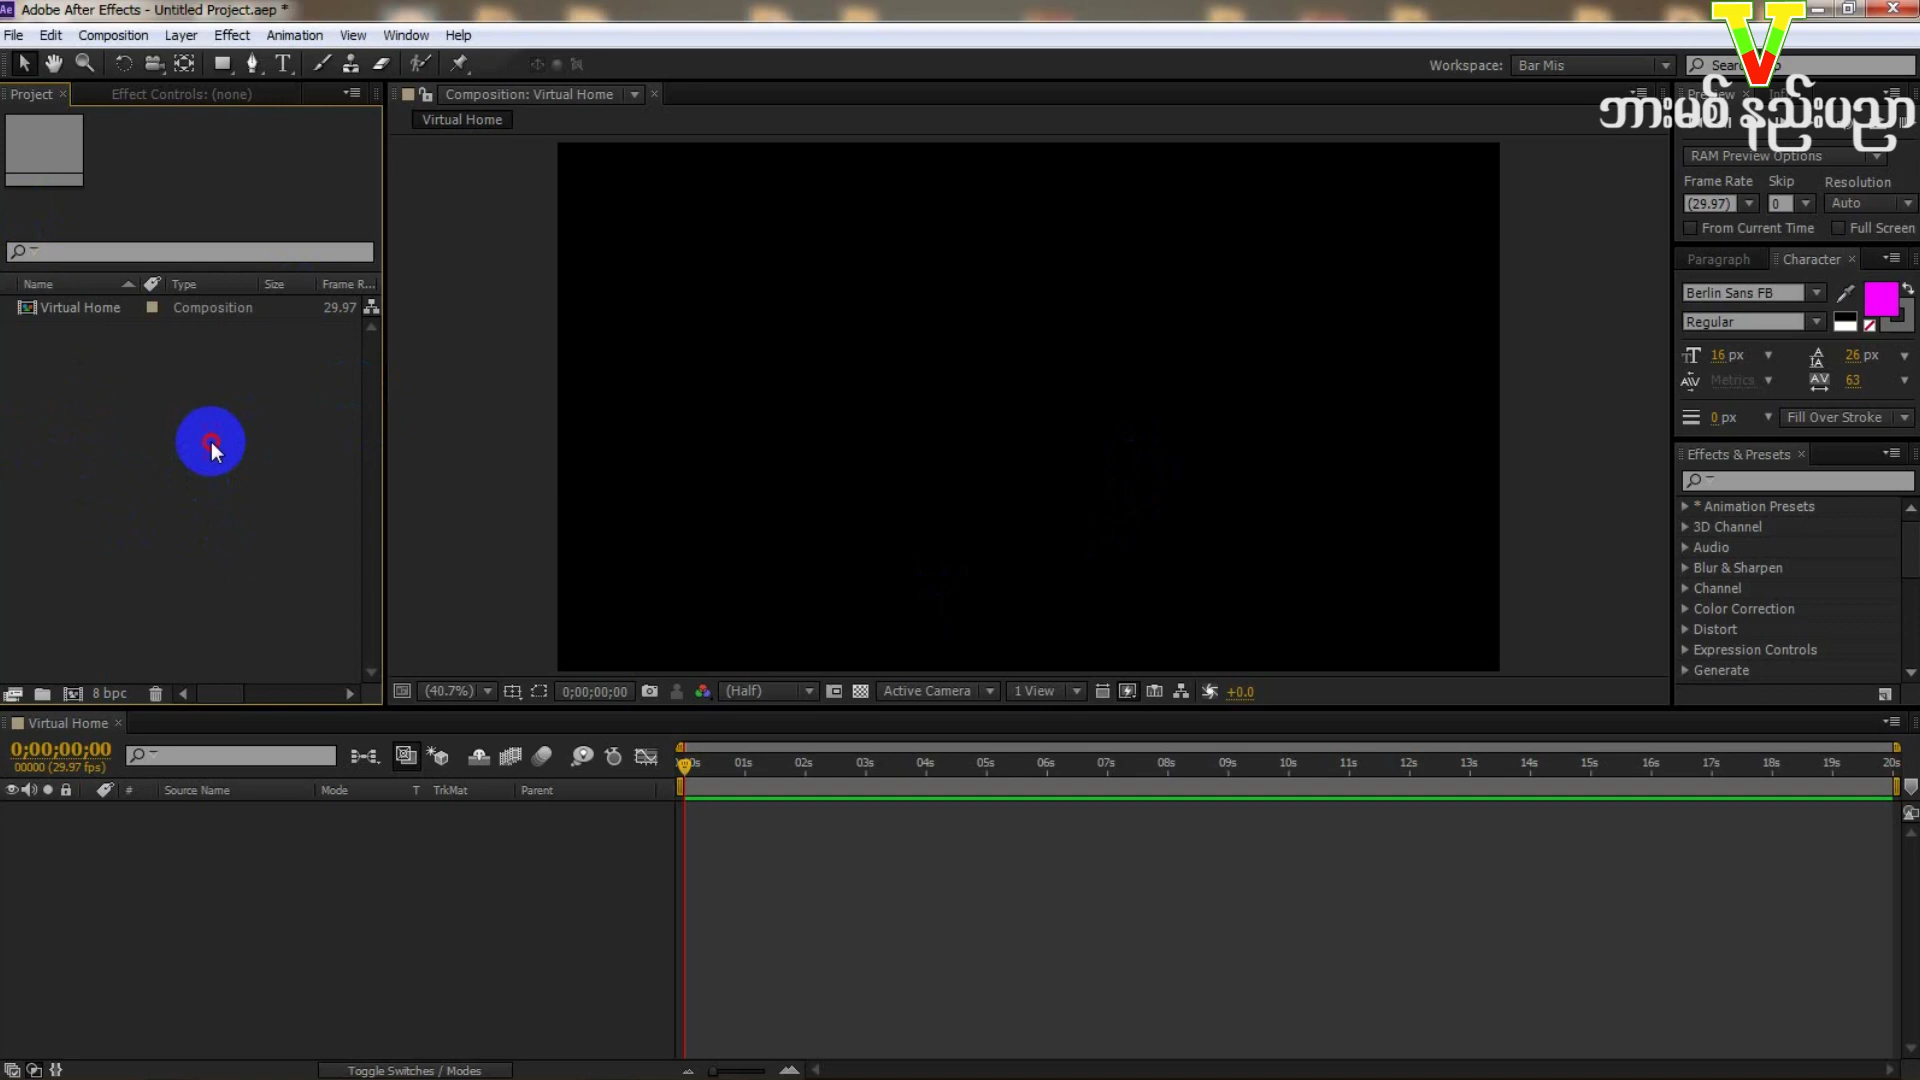 Adobe After Effects - Untitled Project.aep *
File Edit Composition Layer Effect Animation View Window Help
Workspace: Bar Mis
V
ဘားမစ် နည်းပညာ
Project Effect Controls: (none)
Composition: Virtual Home
Virtual Home
RAM Preview Options
Frame Rate Skip Resolution
(29.97) 0 Auto
From Current Time Full Screen
Paragraph Character
Berlin Sans FB
Regular
16 px 26 px
Metrics 63
0 px Fill Over Stroke
Effects & Presets
* Animation Presets
3D Channel
Audio
Blur & Sharpen
Channel
Color Correction
Distort
Expression Controls
Generate
Name Type Size Frame R...
Virtual Home Composition 29.97
8 bpc
(40.7%) 0;00;00;00 (Half) Active Camera 1 View +0.0
Virtual Home
0;00;00;00
00000 (29.97 fps)
01s 02s 03s 04s 05s 06s 07s 08s 09s 10s 11s 12s 13s 14s 15s 16s 17s 18s 19s 20s
# Source Name Mode T TrkMat Parent
Toggle Switches / Modes